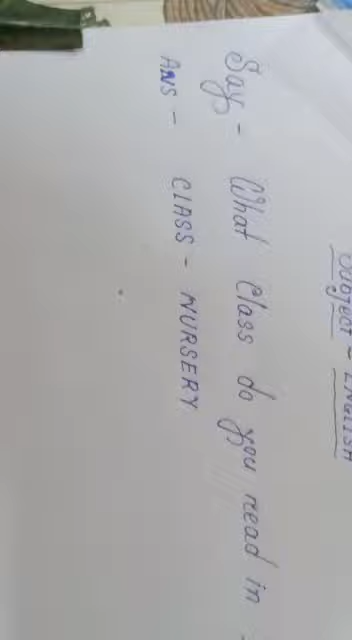 SUBJECT - ENGLISH
Say - What Class do you read in -
ANS - ClASS - NURSERY